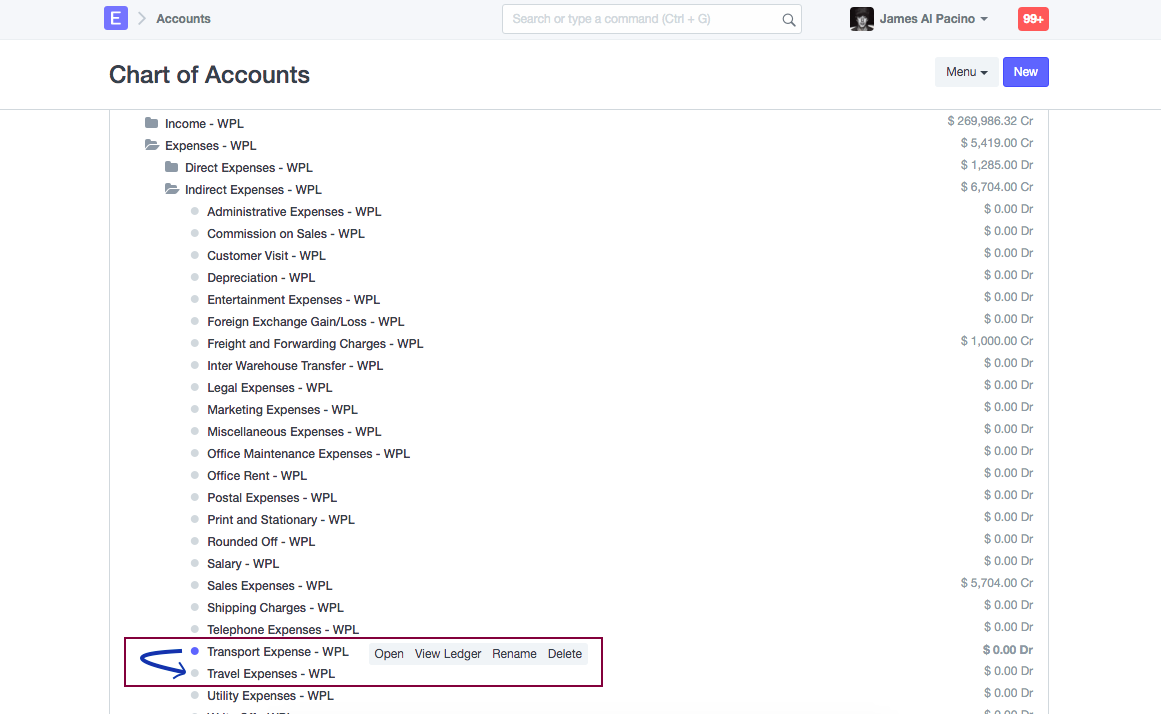 E Accounts Search or type a command (Ctrl + G) James Al Pacino 99+
Chart of Accounts Menu New
Income - WPL $ 269,986.32 Cr
Expenses - WPL $ 5,419.00 Cr
Direct Expenses - WPL $ 1,285.00 Dr
Indirect Expenses - WPL $ 6,704.00 Cr
Administrative Expenses - WPL $ 0.00 Dr
Commission on Sales - WPL $ 0.00 Dr
Customer Visit - WPL $ 0.00 Dr
Depreciation - WPL $ 0.00 Dr
Entertainment Expenses - WPL $ 0.00 Dr
Foreign Exchange Gain/Loss - WPL $ 0.00 Dr
Freight and Forwarding Charges - WPL $ 1,000.00 Cr
Inter Warehouse Transfer - WPL $ 0.00 Dr
Legal Expenses - WPL $ 0.00 Dr
Marketing Expenses - WPL $ 0.00 Dr
Miscellaneous Expenses - WPL $ 0.00 Dr
Office Maintenance Expenses - WPL $ 0.00 Dr
Office Rent - WPL $ 0.00 Dr
Postal Expenses - WPL $ 0.00 Dr
Print and Stationary - WPL $ 0.00 Dr
Rounded Off - WPL $ 0.00 Dr
Salary - WPL $ 0.00 Dr
Sales Expenses - WPL $ 5,704.00 Cr
Shipping Charges - WPL $ 0.00 Dr
Telephone Expenses - WPL $ 0.00 Dr
Transport Expense - WPL Open View Ledger Rename Delete $ 0.00 Dr
Travel Expenses - WPL $ 0.00 Dr
Utility Expenses - WPL $ 0.00 Dr